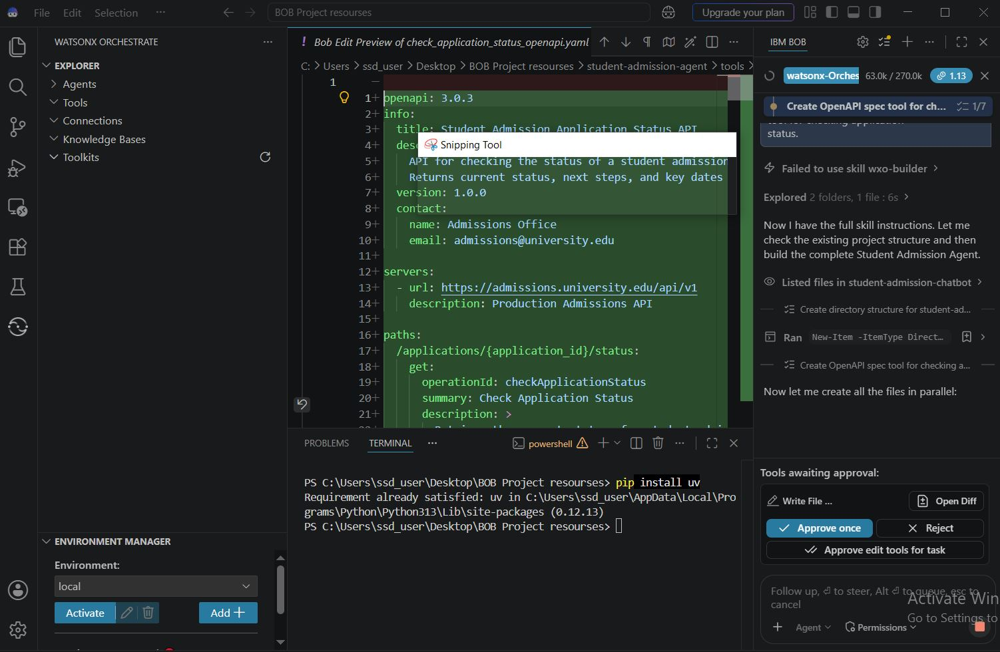 File Edit Selection ···
BOB Project resourses
Upgrade your plan
WATSONX ORCHESTRATE ···
EXPLORER
Agents
Tools
Connections
Knowledge Bases
Toolkits
ENVIRONMENT MANAGER
Environment:
local
Activate
Add +
! Bob Edit Preview of check_application_status_openapi.yaml
C: > Users > ssd_user > Desktop > BOB Project resourses > student-admission-agent > tools >
1 —
1+ openapi: 3.0.3
2+ info:
3+ title: Student Admission Application Status API
4+ des
Snipping Tool
5+ API for checking the status of a student admission
6+ Returns current status, next steps, and key dates
7+ version: 1.0.0
8+ contact:
9+ name: Admissions Office
10+ email: admissions@university.edu
11+
12+ servers:
13+ - url: https://admissions.university.edu/api/v1
14+ description: Production Admissions API
15+
16+ paths:
17+ /applications/{application_id}/status:
18+ get:
19+ operationId: checkApplicationStatus
20+ summary: Check Application Status
21+ description: >
PROBLEMS TERMINAL ···
powershell
PS C:\Users\ssd_user\Desktop\BOB Project resourses> pip install uv
Requirement already satisfied: uv in C:\Users\ssd_user\AppData\Local\Pro
grams\Python\Python313\Lib\site-packages (0.12.13)
PS C:\Users\ssd_user\Desktop\BOB Project resourses>
IBM BOB
watsonx-Orches 63.0k / 270.0k 1.13
Create OpenAPI spec tool for ch... 1/7
tool for checking application
status.
Failed to use skill wxo-builder >
Explored 2 folders, 1 file : 6s >
Now I have the full skill instructions. Let me
check the existing project structure and then
build the complete Student Admission Agent.
Listed files in student-admission-chatbot >
Create directory structure for student-ad...
Ran New-Item -ItemType Direct...
Create OpenAPI spec tool for checking a...
Now let me create all the files in parallel:
Tools awaiting approval:
Write File ...
Open Diff
Approve once
Reject
Approve edit tools for task
Follow up, ⏎ to steer, Alt ⏎ to queue, esc to
cancel
Activate Win
Go to Settings to
Agent
Permissions